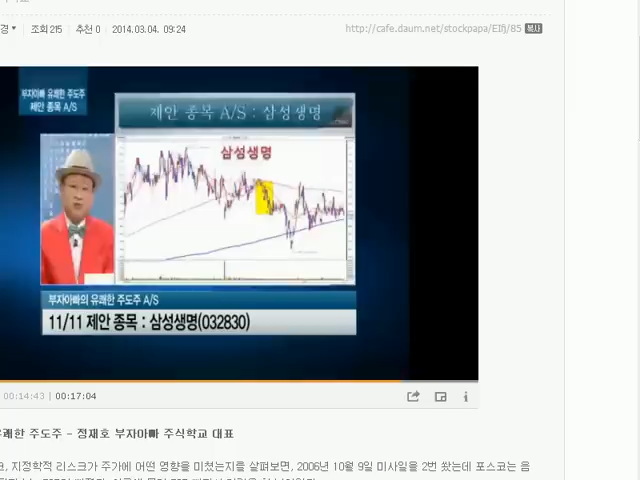 경 조회 215 추천 0 2014.03.04. 09:24
http://cafe.daum.net/stockpapa/EIfj/85 복사
부자아빠 유쾌한 주도주
제안 종목 A/S
제안 종목 A/S : 삼성생명
삼성생명
부자아빠의 유쾌한 주도주 A/S
11/11 제안 종목 : 삼성생명(032830)
00:14:43 | 00:17:04
유쾌한 주도주 - 정재호 부자아빠 주식학교 대표
크, 지정학적 리스크가 주가에 어떤 영향을 미쳤는지를 살펴보면, 2006년 10월 9일 미사일을 2번 쐈는데 포스코는 음